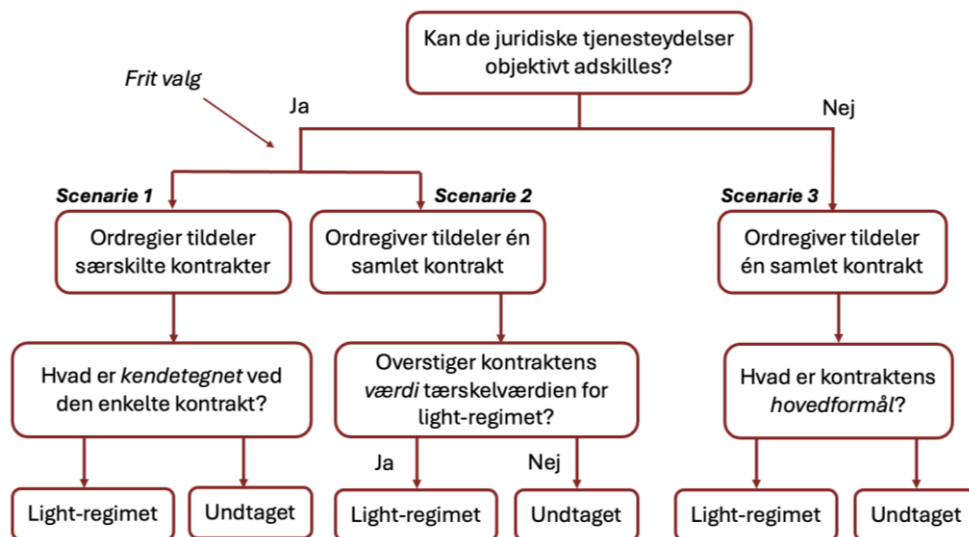 Kan de juridiske tjenesteydelser
objektivt adskilles?
Frit valg
Ja
Nej
Scenarie 1
Scenarie 2
Scenarie 3
Ordregier tildeler
særskilte kontrakter
Ordregiver tildeler én
samlet kontrakt
Ordregiver tildeler
én samlet kontrakt
Hvad er kendetegnet ved
den enkelte kontrakt?
Overstiger kontraktens
værdi tærskelværdien for
light-regimet?
Hvad er kontraktens
hovedformål?
Ja
Nej
Light-regimet
Undtaget
Light-regimet
Undtaget
Light-regimet
Undtaget